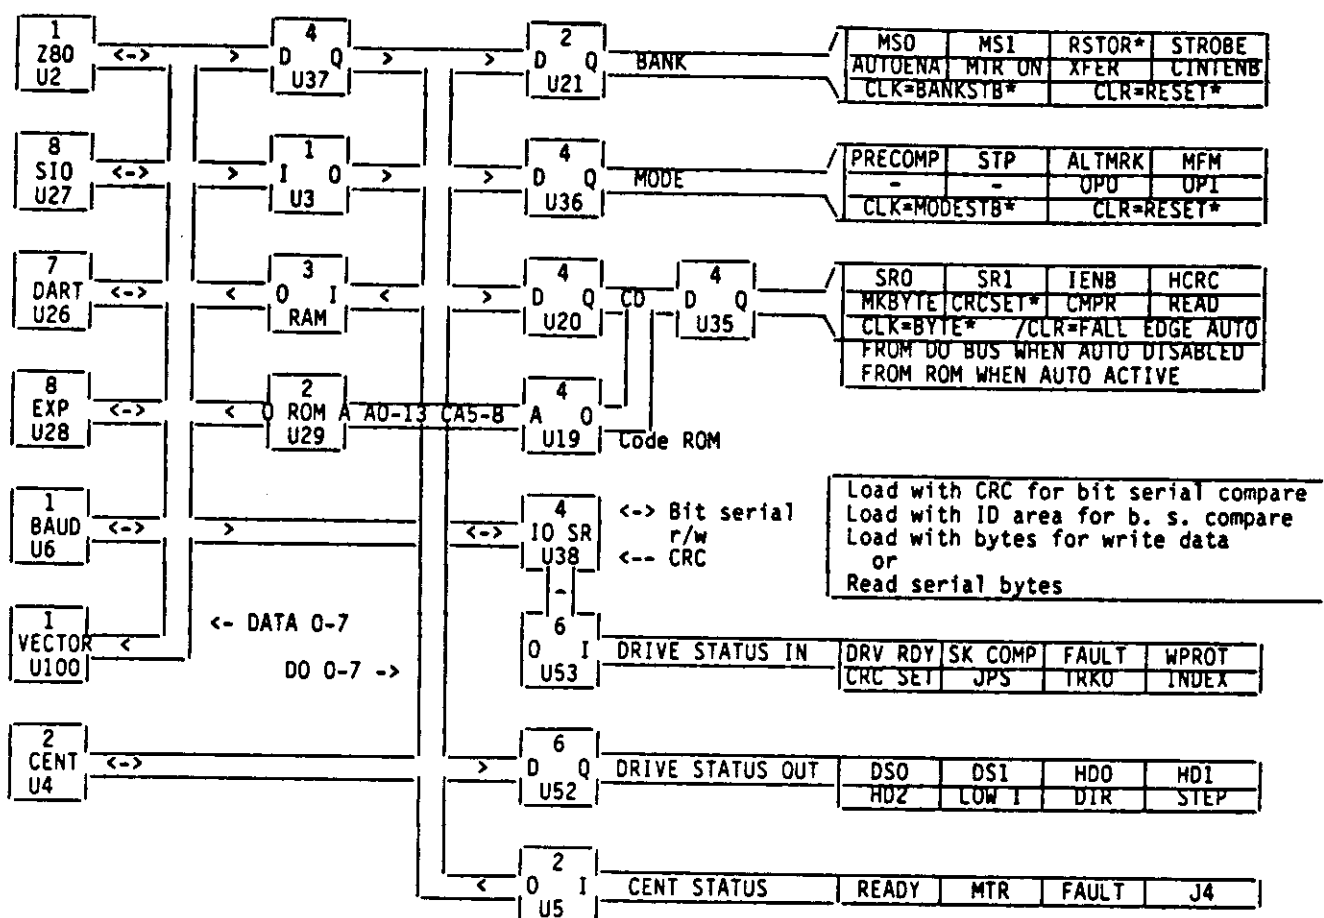 1 4 2 MS0 MS1 RSTOR* STROBE
Z80 <-> > D Q > > D Q BANK AUTOENA MTR ON XFER CINTENB
U2 U37 U21 CLK=BANKSTB* CLR=RESET*
8 1 4 PRECOMP STP ALTMRK MFM
SIO <-> > I O > > D Q MODE - - OP0 OP1
U27 U3 U36 CLK=MODESTB* CLR=RESET*
7 3 4 4 SR0 SR1 IENB HCRC
DART <-> < O I < > D Q CD D Q MKBYTE CRCSET* CMPR READ
U26 RAM U20 U35 CLK=BYTE* /CLR=FALL EDGE AUTO
FROM DO BUS WHEN AUTO DISABLED
FROM ROM WHEN AUTO ACTIVE
8 2 4
EXP <-> < O ROM A A0-13 CA5-8 A O
U28 U29 U19 Code ROM
1 4 <-> Bit serial Load with CRC for bit serial compare
BAUD <-> > <-> IO SR r/w Load with ID area for b. s. compare
U6 U38 <-- CRC Load with bytes for write data
or
- Read serial bytes
1 <- DATA 0-7 6
VECTOR < O I DRIVE STATUS IN DRV RDY SK COMP FAULT WPROT
U100 DO 0-7 -> U53 CRC SET JPS TRK0 INDEX
2 6
CENT <-> > D Q DRIVE STATUS OUT DS0 DS1 HD0 HD1
U4 U52 HD2 LOW I DIR STEP
2
< O I CENT STATUS READY MTR FAULT J4
U5